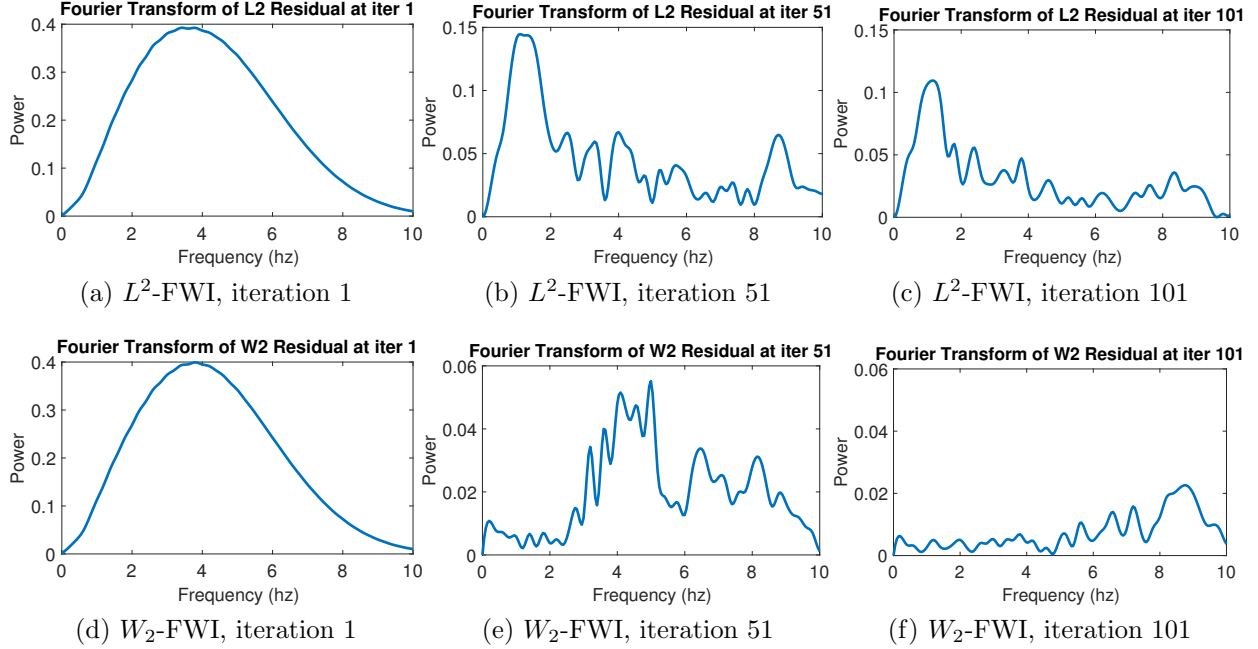 Fourier Transform of L2 Residual at iter 1
0.4
0.3
0.2
0.1
0
Power
0 2 4 6 8 10
Frequency (hz)
(a) L²-FWI, iteration 1
Fourier Transform of L2 Residual at iter 51
0.15
0.1
0.05
0
Power
0 2 4 6 8 10
Frequency (hz)
(b) L²-FWI, iteration 51
Fourier Transform of L2 Residual at iter 101
0.15
0.1
0.05
0
Power
0 2 4 6 8 10
Frequency (hz)
(c) L²-FWI, iteration 101
Fourier Transform of W2 Residual at iter 1
0.4
0.3
0.2
0.1
0
Power
0 2 4 6 8 10
Frequency (hz)
(d) W₂-FWI, iteration 1
Fourier Transform of W2 Residual at iter 51
0.06
0.04
0.02
0
Power
0 2 4 6 8 10
Frequency (hz)
(e) W₂-FWI, iteration 51
Fourier Transform of W2 Residual at iter 101
0.06
0.04
0.02
0
Power
0 2 4 6 8 10
Frequency (hz)
(f) W₂-FWI, iteration 101